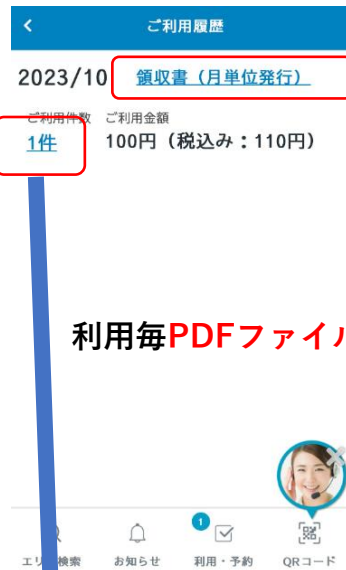 ご利用履歴
2023/10 領収書（月単位発行）
ご利用件数 ご利用金額
1件 100円（税込み：110円）
利用毎PDFファイル
1
エリ 検索 お知らせ 利用・予約 QRコード